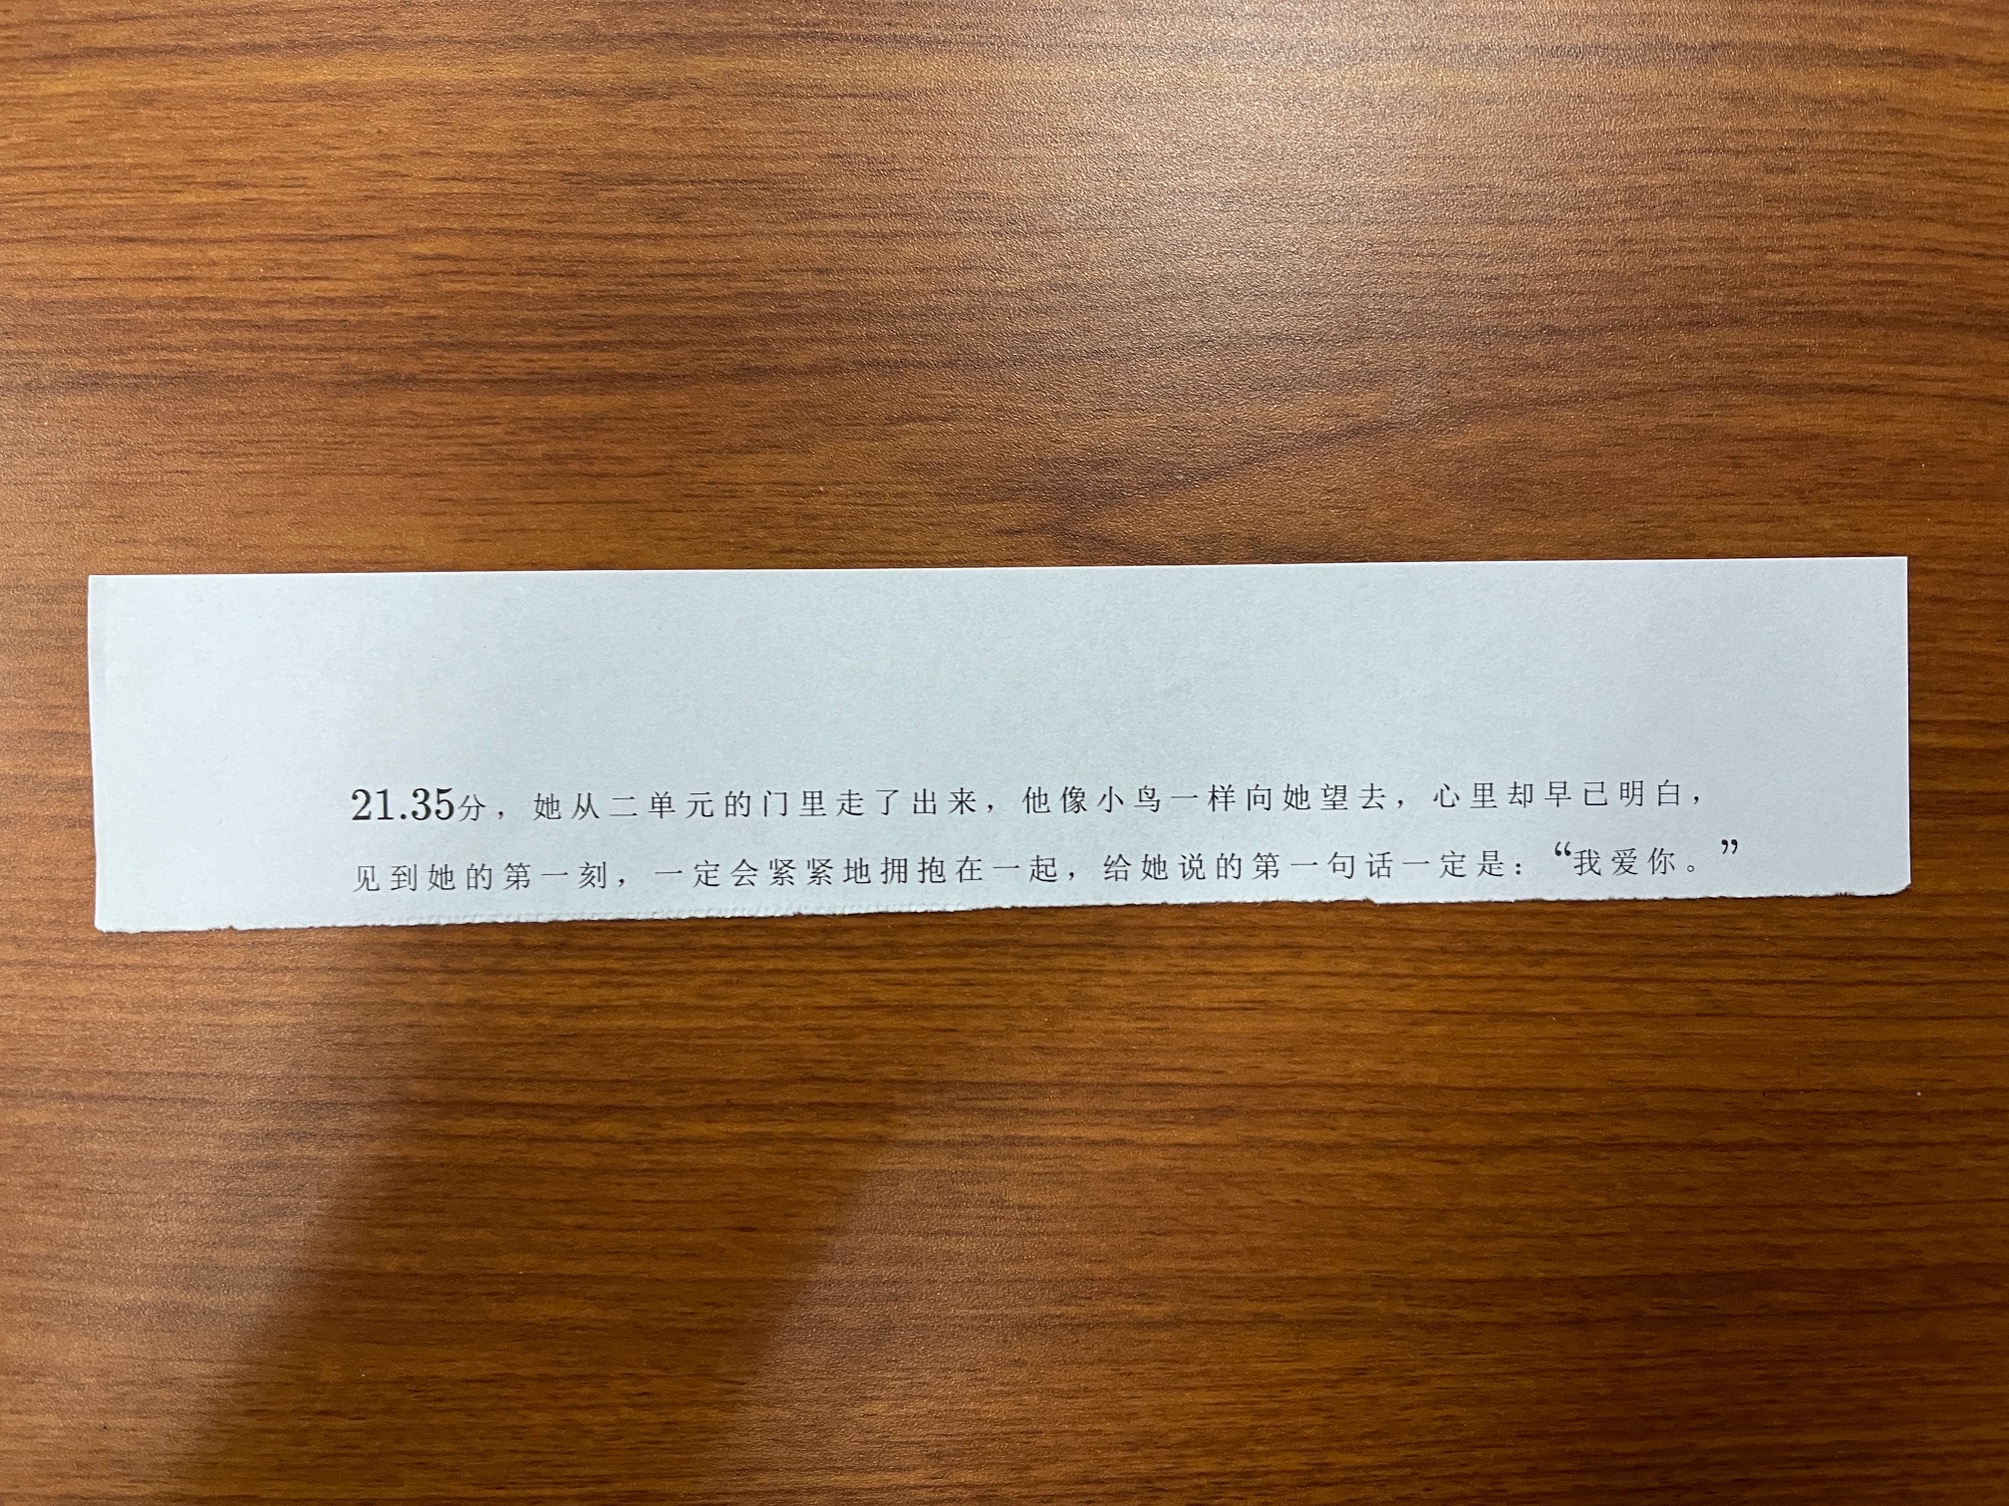 21.35分，她从二单元的门里走了出来，他像小鸟一样向她望去，心里却早已明白，
见到她的第一刻，一定会紧紧地拥抱在一起，给她说的第一句话一定是：“我爱你。”